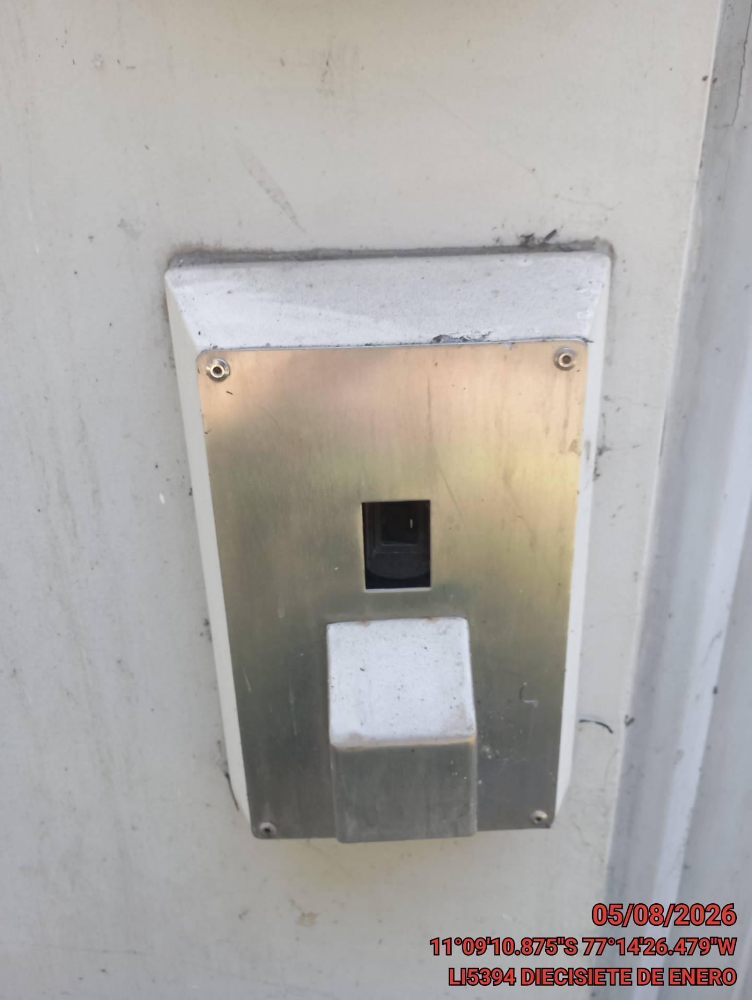 05/08/2026
11°09'10.875"S 77°14'26.479"W
LI5394 DIECISIETE DE ENERO